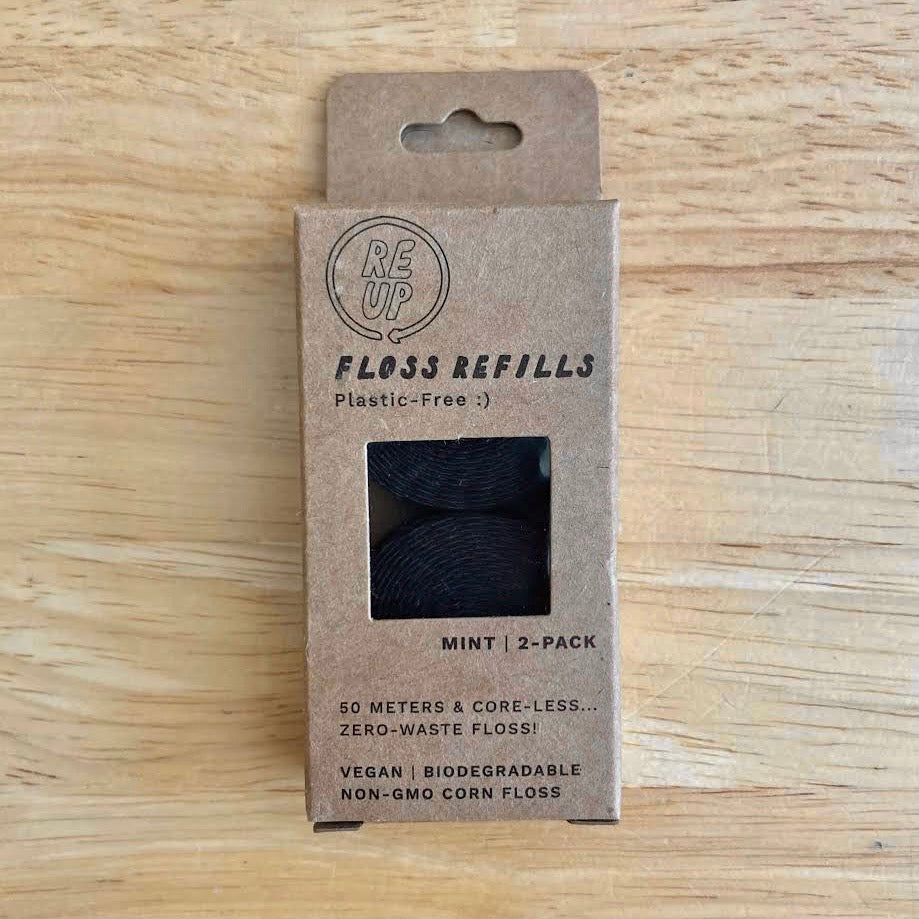 RE
UP
FLOSS REFILLS
Plastic-Free :)
MINT | 2-PACK
50 METERS & CORE-LESS...
ZERO-WASTE FLOSS!
VEGAN | BIODEGRADABLE
NON-GMO CORN FLOSS